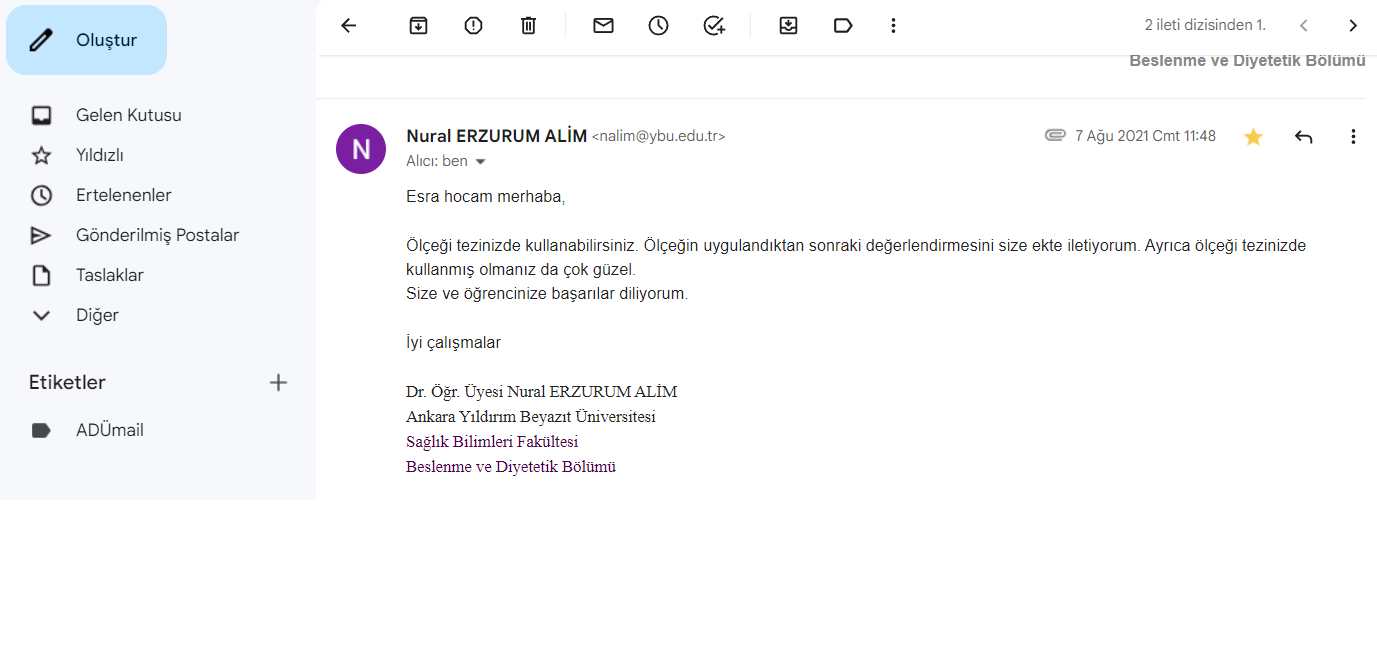 Oluştur
2 ileti dizisinden 1.
Beslenme ve Diyetetik Bölümü
Gelen Kutusu
Yıldızlı
Ertelenenler
Gönderilmiş Postalar
Taslaklar
Diğer
Etiketler
ADÜmail
N
Nural ERZURUM ALİM <nalim@ybu.edu.tr>
7 Ağu 2021 Cmt 11:48
Alıcı: ben
Esra hocam merhaba,
Ölçeği tezinizde kullanabilirsiniz. Ölçeğin uygulandıktan sonraki değerlendirmesini size ekte iletiyorum. Ayrıca ölçeği tezinizde
kullanmış olmanız da çok güzel.
Size ve öğrencinize başarılar diliyorum.
İyi çalışmalar
Dr. Öğr. Üyesi Nural ERZURUM ALİM
Ankara Yıldırım Beyazıt Üniversitesi
Sağlık Bilimleri Fakültesi
Beslenme ve Diyetetik Bölümü